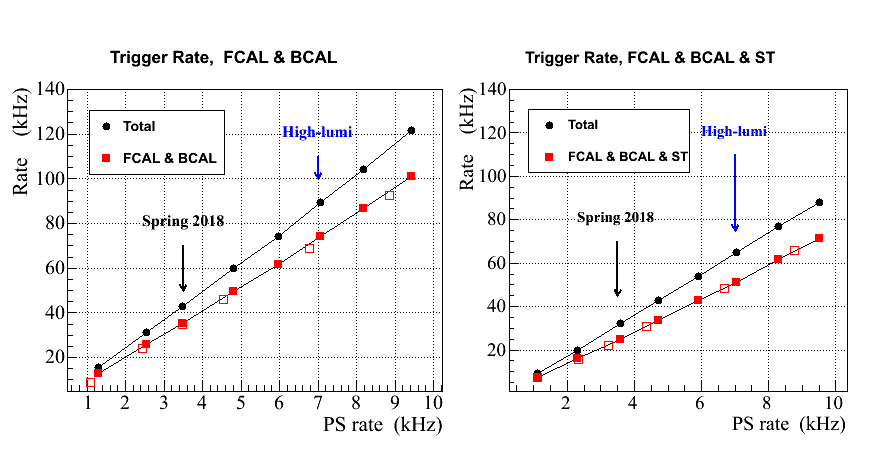 Trigger Rate, FCAL & BCAL
Rate (kHz)
140
120
100
80
60
40
20
Total
FCAL & BCAL
High-lumi
Spring 2018
1 2 3 4 5 6 7 8 9 10
PS rate (kHz)
Trigger Rate, FCAL & BCAL & ST
Rate (kHz)
140
120
100
80
60
40
20
Total
FCAL & BCAL & ST
High-lumi
Spring 2018
2 4 6 8 10
PS rate (kHz)